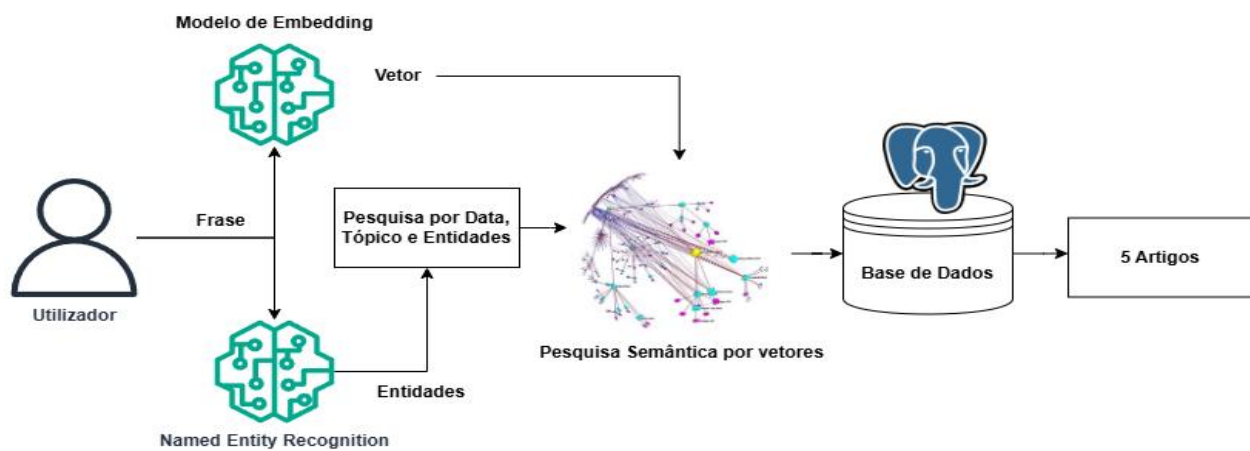 Modelo de Embedding
Vetor
Frase
Utilizador
Pesquisa por Data,
Tópico e Entidades
Entidades
Named Entity Recognition
Pesquisa Semântica por vetores
Base de Dados
5 Artigos